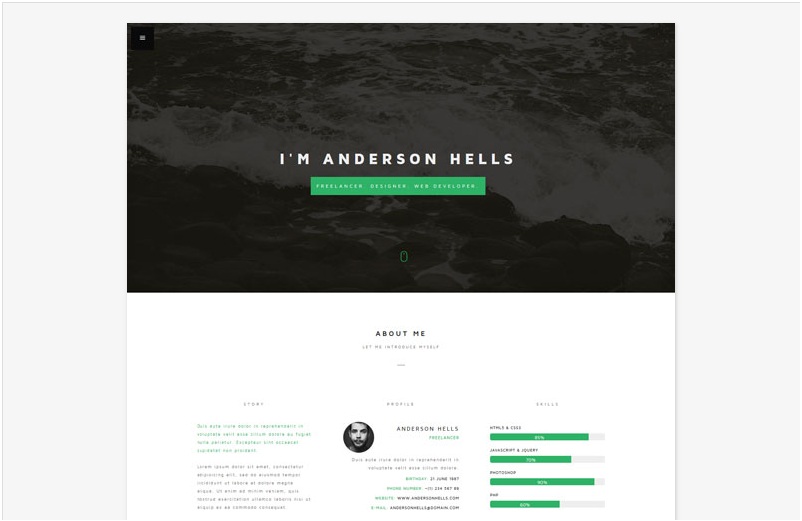 I'M ANDERSON HELLS
FREELANCER. DESIGNER. WEB DEVELOPER.
ABOUT ME
LET ME INTRODUCE MYSELF
STORY
Duis aute irure dolor in reprehenderit in
voluptate velit esse cillum dolore eu fugiat
nulla pariatur. Excepteur sint occaecat
cupidatat non proident.
Lorem ipsum dolor sit amet, consectetur
adipisicing elit, sed do eiusmod tempor
incididunt ut labore et dolore magna
aliqua. Ut enim ad minim veniam, quis
nostrud exercitation ullamco laboris nisi ut
aliquip ex ea commodo consequat.
PROFILE
ANDERSON HELLS
FREELANCER
Duis aute irure dolor in reprehenderit in
voluptate velit esse cillum dolore.
BIRTHDAY: 21 JUNE 1987
PHONE NUMBER: +(1) 234 567 89
WEBSITE: WWW.ANDERSONHELLS.COM
E-MAIL: ANDERSONHELLS@DOMAIN.COM
SKILLS
HTML5 & CSS3
85%
JAVASCRIPT & JQUERY
70%
PHOTOSHOP
90%
PHP
60%